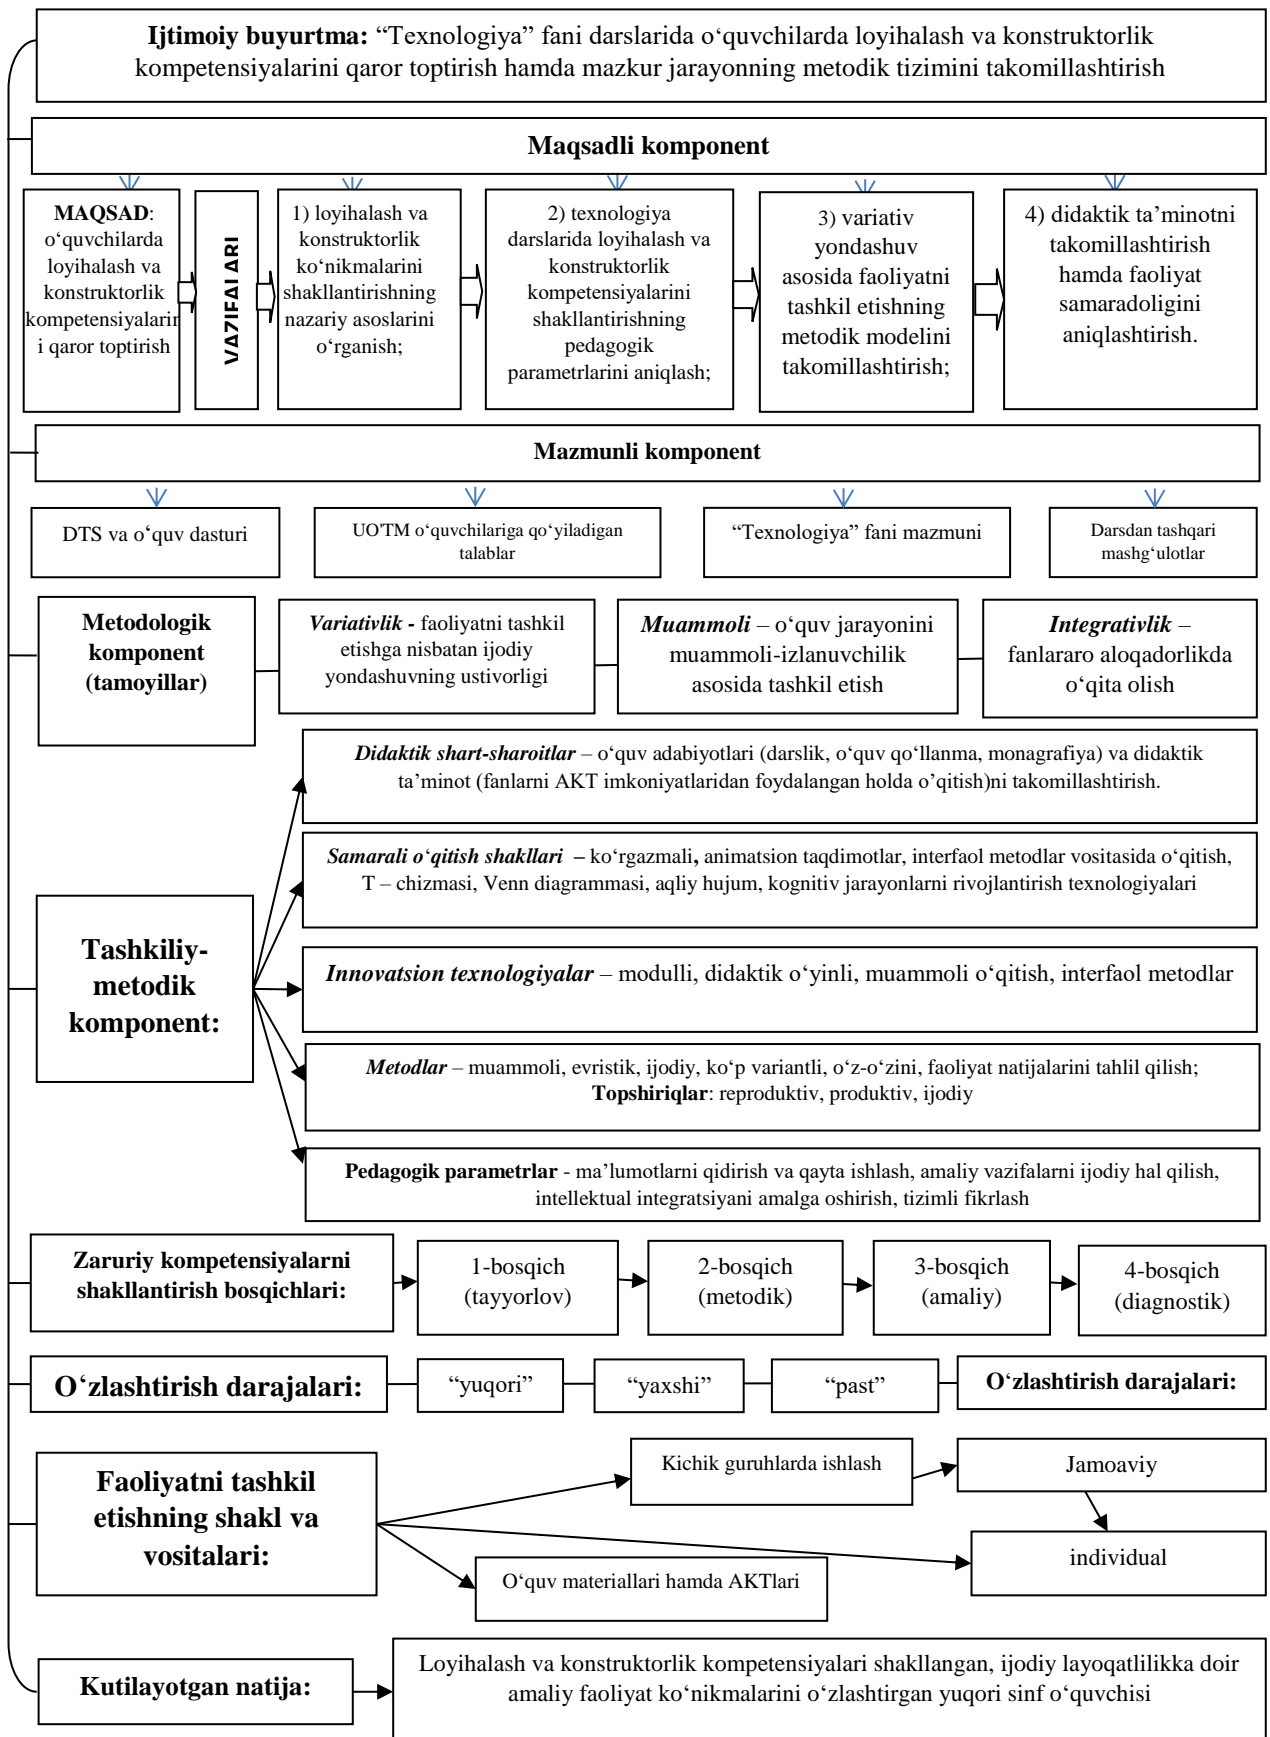 Ijtimoiy buyurtma: “Texnologiya” fani darslarida o‘quvchilarda loyihalash va konstruktorlik
kompetensiyalarini qaror toptirish hamda mazkur jarayonning metodik tizimini takomillashtirish
Maqsadli komponent
MAQSAD:
o‘quvchilarda
loyihalash va
konstruktorlik
kompetensiyalarin
i qaror toptirish
VAZIFALARI
1) loyihalash va
konstruktorlik
ko‘nikmalarini
shakllantirishning
nazariy asoslarini
o‘rganish;
2) texnologiya
darslarida loyihalash va
konstruktorlik
kompetensiyalarini
shakllantirishning
pedagogik
parametrlarini aniqlash;
3) variativ
yondashuv
asosida faoliyatni
tashkil etishning
metodik modelini
takomillashtirish;
4) didaktik ta’minotni
takomillashtirish
hamda faoliyat
samaradoligini
aniqlashtirish.
Mazmunli komponent
DTS va o‘quv dasturi
UO'TM o‘quvchilariga qo‘yiladigan
talablar
“Texnologiya” fani mazmuni
Darsdan tashqari
mashg‘ulotlar
Metodologik
komponent
(tamoyillar)
Variativlik - faoliyatni tashkil
etishga nisbatan ijodiy
yondashuvning ustivorligi
Muammoli – o‘quv jarayonini
muammoli-izlanuvchilik
asosida tashkil etish
Integrativlik –
fanlararo aloqadorlikda
o‘qita olish
Didaktik shart-sharoitlar – o‘quv adabiyotlari (darslik, o‘quv qo‘llanma, monagrafiya) va didaktik
ta’minot (fanlarni AKT imkoniyatlaridan foydalangan holda o’qitish)ni takomillashtirish.
Samarali o‘qitish shakllari – ko‘rgazmali, animatsion taqdimotlar, interfaol metodlar vositasida o‘qitish,
T – chizmasi, Venn diagrammasi, aqliy hujum, kognitiv jarayonlarni rivojlantirish texnologiyalari
Tashkiliy-
metodik
komponent:
Innovatsion texnologiyalar – modulli, didaktik o‘yinli, muammoli o‘qitish, interfaol metodlar
Metodlar – muammoli, evristik, ijodiy, ko‘p variantli, o‘z-o‘zini, faoliyat natijalarini tahlil qilish;
Topshiriqlar: reproduktiv, produktiv, ijodiy
Pedagogik parametrlar - ma’lumotlarni qidirish va qayta ishlash, amaliy vazifalarni ijodiy hal qilish,
intellektual integratsiyani amalga oshirish, tizimli fikrlash
Zaruriy kompetensiyalarni
shakllantirish bosqichlari:
1-bosqich
(tayyorlov)
2-bosqich
(metodik)
3-bosqich
(amaliy)
4-bosqich
(diagnostik)
O‘zlashtirish darajalari:
“yuqori”
“yaxshi”
“past”
O‘zlashtirish darajalari:
Faoliyatni tashkil
etishning shakl va
vositalari:
Kichik guruhlarda ishlash
Jamoaviy
individual
O‘quv materiallari hamda AKTlari
Kutilayotgan natija:
Loyihalash va konstruktorlik kompetensiyalari shakllangan, ijodiy layoqatlilikka doir
amaliy faoliyat ko‘nikmalarini o‘zlashtirgan yuqori sinf o‘quvchisi